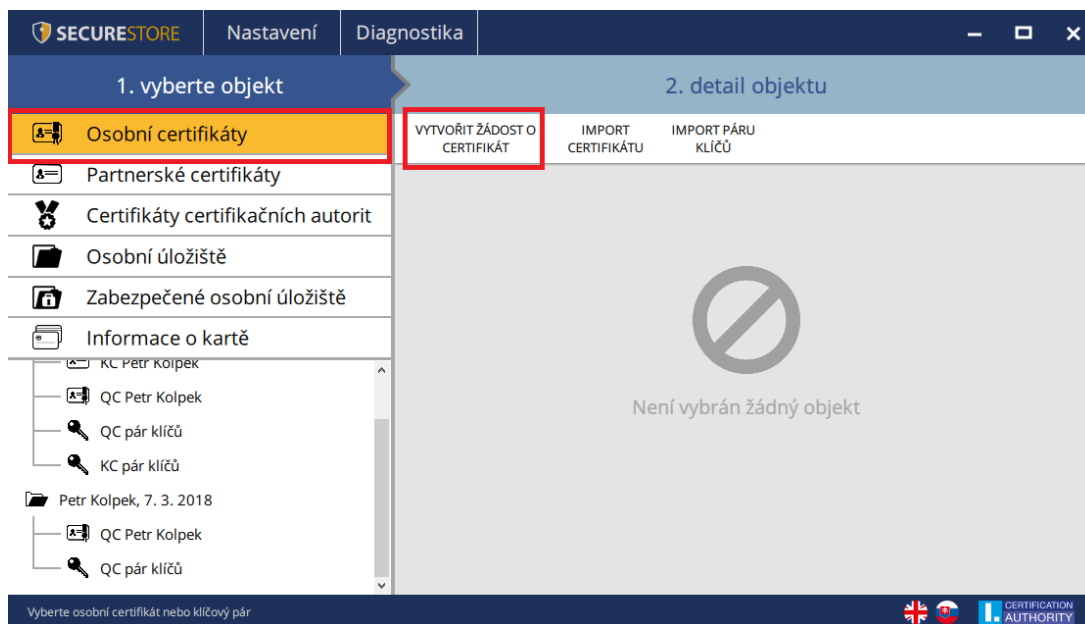 SECURESTORE
Nastavení
Diagnostika
1. vyberte objekt
2. detail objektu
Osobní certifikáty
VYTVOŘIT ŽÁDOST O
CERTIFIKÁT
IMPORT
CERTIFIKÁTU
IMPORT PÁRU
KLÍČŮ
Partnerské certifikáty
Certifikáty certifikačních autorit
Osobní úložiště
Zabezpečené osobní úložiště
Informace o kartě
KC Petr Kolpek
QC Petr Kolpek
QC pár klíčů
KC pár klíčů
Petr Kolpek, 7. 3. 2018
QC Petr Kolpek
QC pár klíčů
Není vybrán žádný objekt
Vyberte osobní certifikát nebo klíčový pár
I.
CERTIFICATION
AUTHORITY